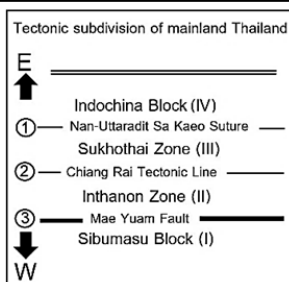 Tectonic subdivision of mainland Thailand
E
Indochina Block (IV)
① Nan-Uttaradit Sa Kaeo Suture
Sukhothai Zone (III)
② Chiang Rai Tectonic Line
Inthanon Zone (II)
③ Mae Yuam Fault
Sibumasu Block (I)
W